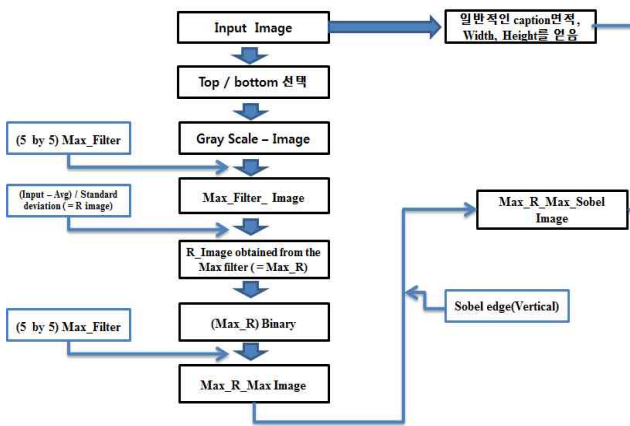 Input Image
일반적인 caption면적,
Width, Height를 얻음
Top / bottom 선택
(5 by 5) Max_Filter
Gray Scale – Image
(Input – Avg) / Standard
deviation (= R image)
Max_Filter_ Image
Max_R_Max_Sobel
Image
R_Image obtained from the
Max filter (= Max_R)
(5 by 5) Max_Filter
(Max_R) Binary
Sobel edge(Vertical)
Max_R_Max Image